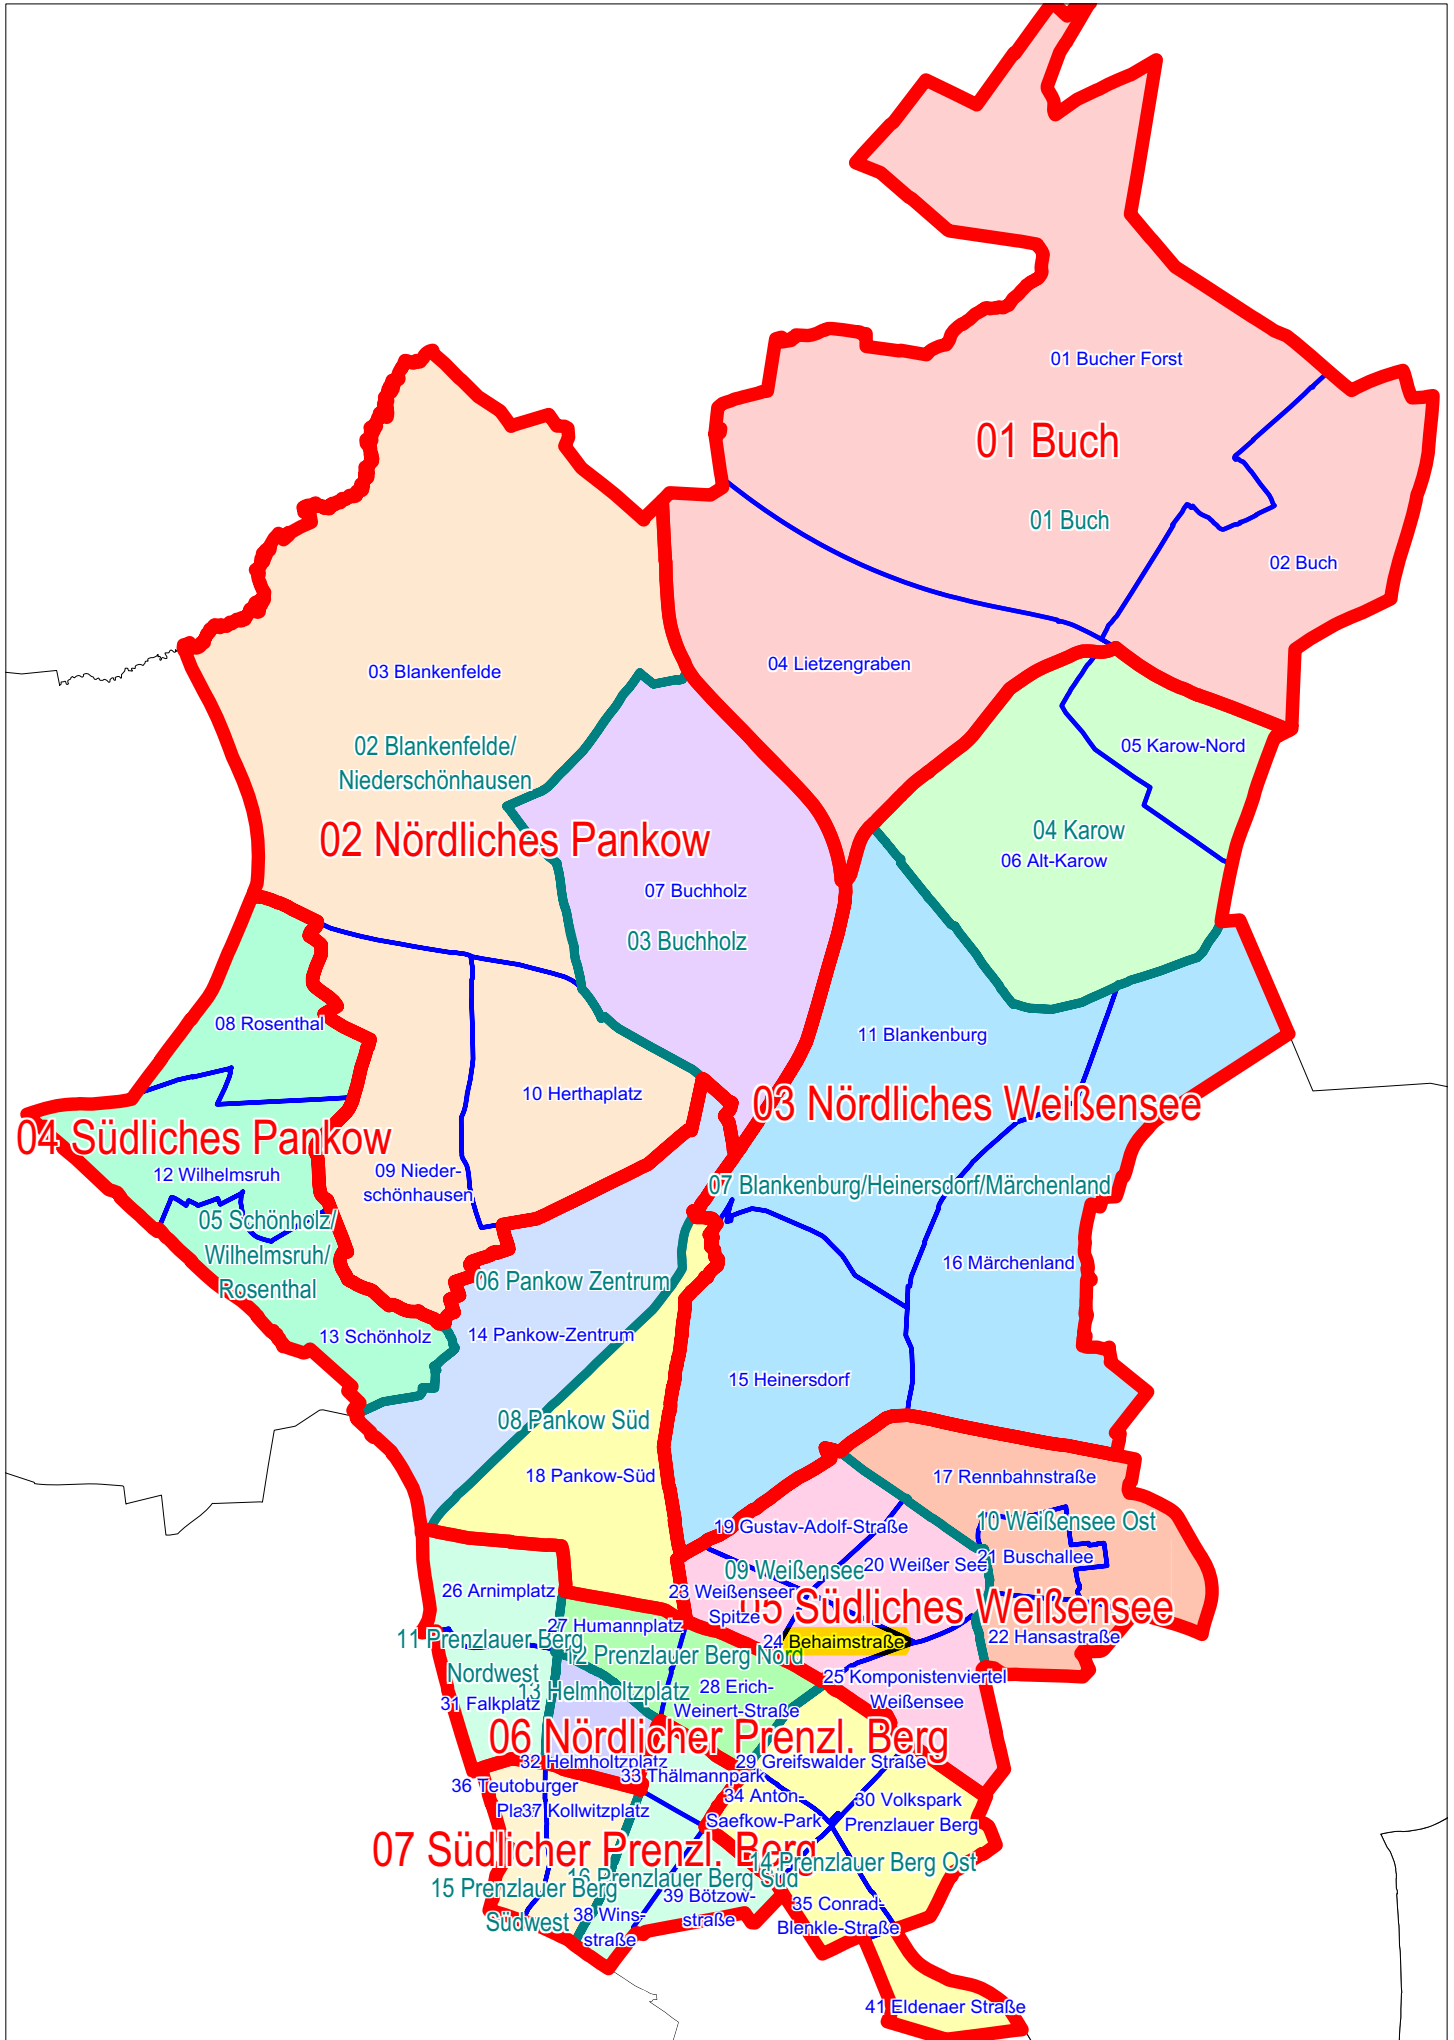 01 Bucher Forst
01 Buch
01 Buch
02 Buch
04 Lietzengraben
03 Blankenfelde
02 Blankenfelde/
Niederschönhausen
05 Karow-Nord
02 Nördliches Pankow
04 Karow
06 Alt-Karow
07 Buchholz
03 Buchholz
08 Rosenthal
11 Blankenburg
10 Herthaplatz
03 Nördliches Weißensee
04 Südliches Pankow
12 Wilhelmsruh
09 Nieder-
schönhausen
07 Blankenburg/Heinersdorf/Märchenland
05 Schönholz/
Wilhelmsruh/
Rosenthal
16 Märchenland
06 Pankow Zentrum
13 Schönholz
14 Pankow-Zentrum
15 Heinersdorf
08 Pankow Süd
18 Pankow-Süd
17 Rennbahnstraße
10 Weißensee Ost
19 Gustav-Adolf-Straße
21 Buschallee
20 Weißer See
09 Weißensee
26 Arnimplatz
23 Weißenseer
Spitze
05 Südliches Weißensee
27 Humannplatz
11 Prenzlauer Berg
Nordwest
24 Behaimstraße
22 Hansastraße
12 Prenzlauer Berg Nord
25 Komponistenviertel
Weißensee
13 Helmholtzplatz
28 Erich-
Weinert-Straße
31 Falkplatz
06 Nördlicher Prenzl. Berg
32 Helmholtzplatz
29 Greifswalder Straße
33 Thälmannpark
36 Teutoburger
Pla
37 Kollwitzplatz
34 Anton-
Saefkow-Park
30 Volkspark
Prenzlauer Berg
07 Südlicher Prenzl. Berg
14 Prenzlauer Berg Ost
16 Prenzlauer Berg Süd
15 Prenzlauer Berg
Südwest
39 Bötzow-
straße
38 Wins-
straße
35 Conrad-
Blenkle-Straße
41 Eldenaer Straße